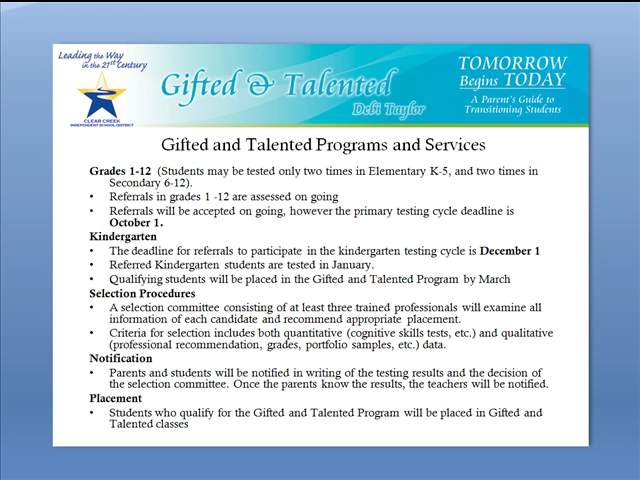 Leading the Way
in the 21st Century
CLEAR CREEK
INDEPENDENT SCHOOL DISTRICT
Gifted & Talented
Debi Taylor
TOMORROW
Begins TODAY
A Parent's Guide to
Transitioning Students
Gifted and Talented Programs and Services
Grades 1-12 (Students may be tested only two times in Elementary K-5, and two times in
Secondary 6-12).
• Referrals in grades 1 -12 are assessed on going
• Referrals will be accepted on going, however the primary testing cycle deadline is
October 1.
Kindergarten
• The deadline for referrals to participate in the kindergarten testing cycle is December 1
• Referred Kindergarten students are tested in January.
• Qualifying students will be placed in the Gifted and Talented Program by March
Selection Procedures
• A selection committee consisting of at least three trained professionals will examine all
information of each candidate and recommend appropriate placement.
• Criteria for selection includes both quantitative (cognitive skills tests, etc.) and qualitative
(professional recommendation, grades, portfolio samples, etc.) data.
Notification
• Parents and students will be notified in writing of the testing results and the decision of
the selection committee. Once the parents know the results, the teachers will be notified.
Placement
• Students who qualify for the Gifted and Talented Program will be placed in Gifted and
Talented classes